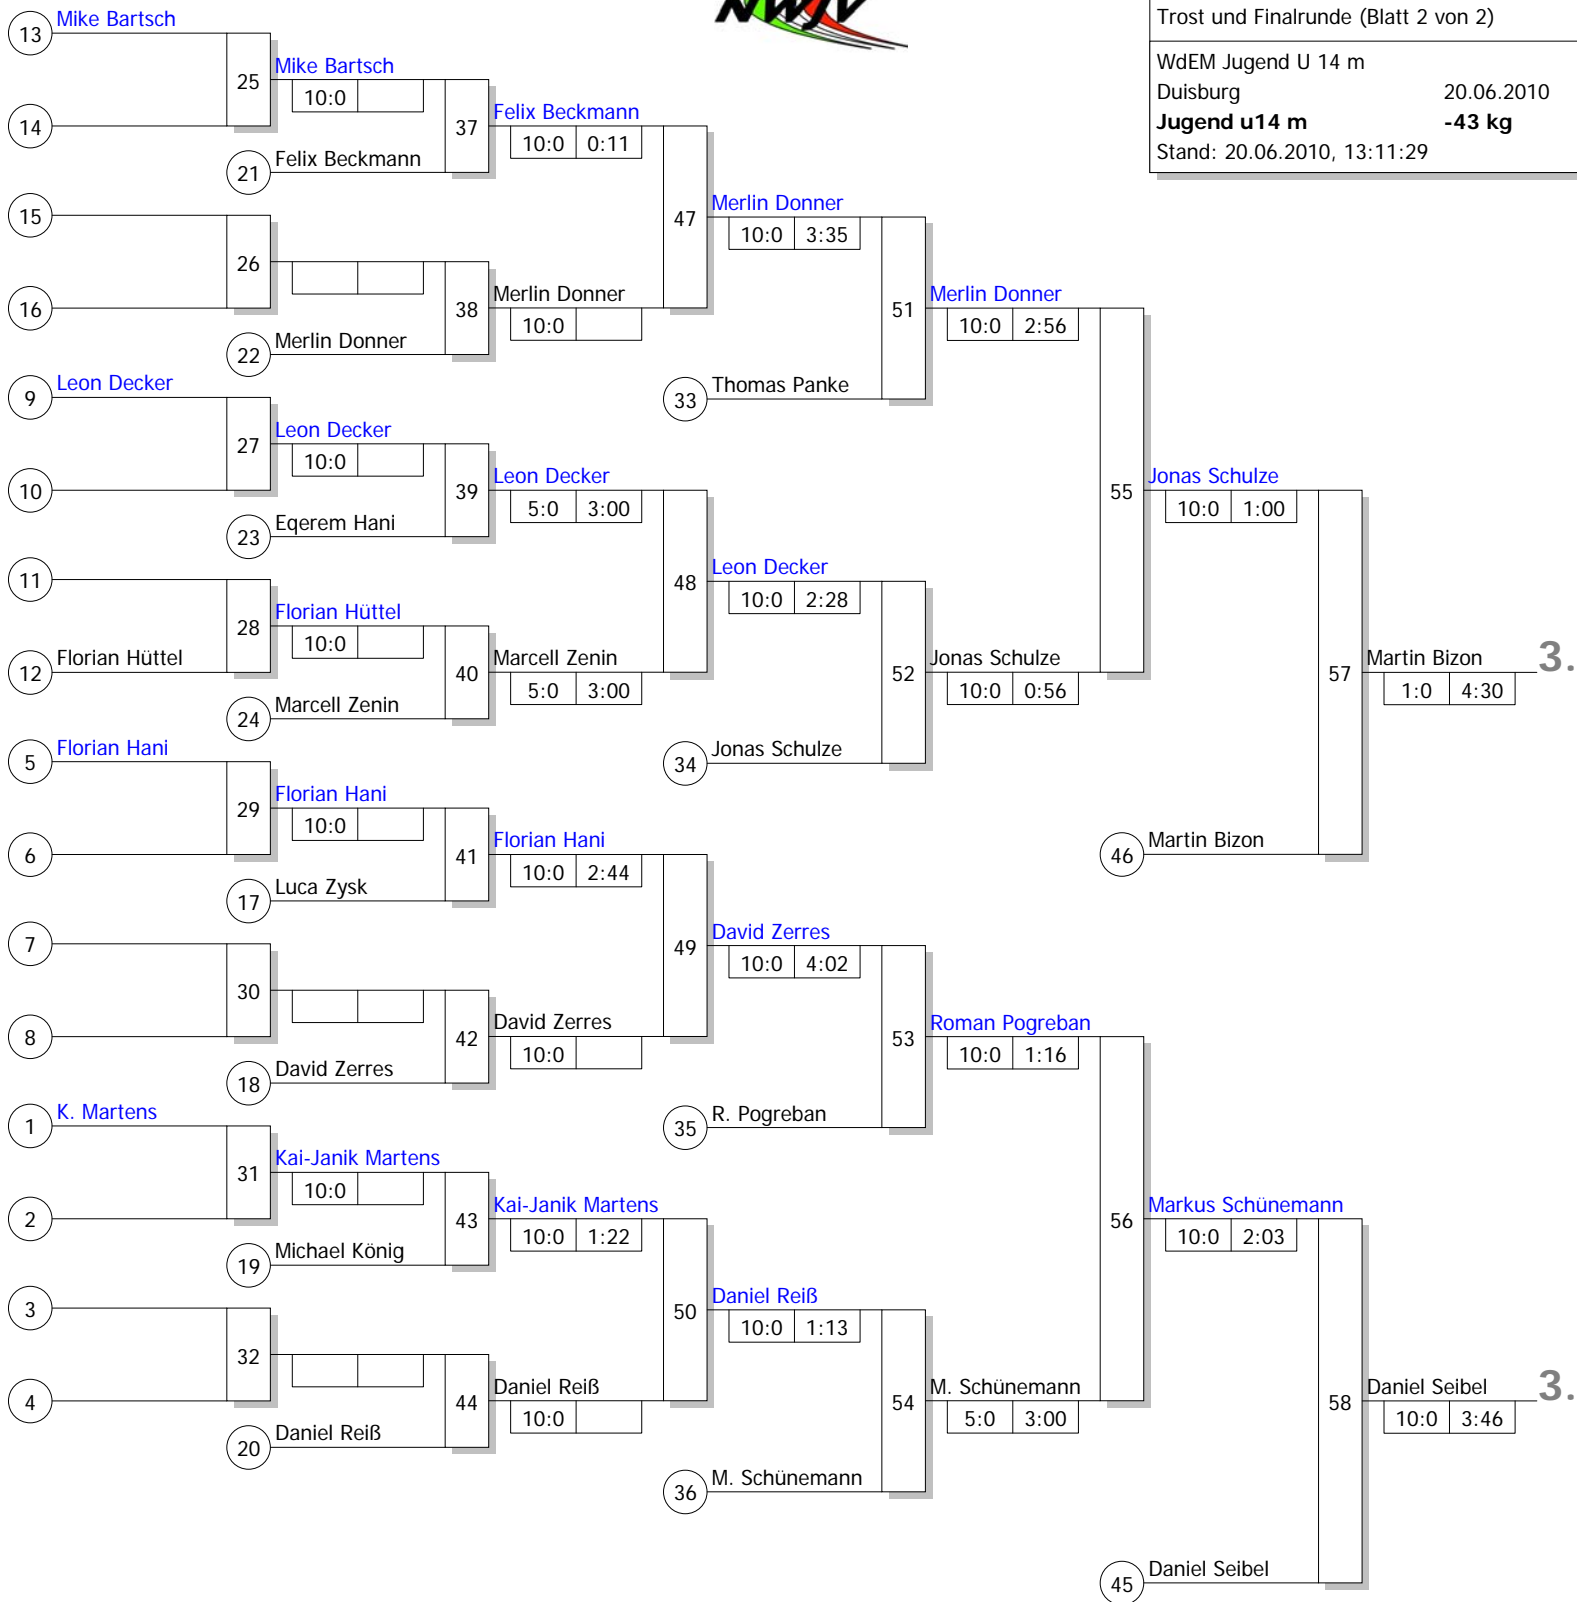 NWJV
Trost und Finalrunde (Blatt 2 von 2)
WdEM Jugend U 14 m
Duisburg 20.06.2010
Jugend u14 m -43 kg
Stand: 20.06.2010, 13:11:29
13 Mike Bartsch
25 Mike Bartsch
10:0
14
37 Felix Beckmann
10:0 0:11
21 Felix Beckmann
15
47 Merlin Donner
10:0 3:35
26
16
38 Merlin Donner
10:0
22 Merlin Donner
51 Merlin Donner
10:0 2:56
33 Thomas Panke
9 Leon Decker
27 Leon Decker
10:0
10
39 Leon Decker
5:0 3:00
23 Eqerem Hani
55 Jonas Schulze
10:0 1:00
11
48 Leon Decker
10:0 2:28
28 Florian Hüttel
10:0
12 Florian Hüttel
40 Marcell Zenin
5:0 3:00
24 Marcell Zenin
52 Jonas Schulze
10:0 0:56
34 Jonas Schulze
57 Martin Bizon 3.
1:0 4:30
5 Florian Hani
29 Florian Hani
10:0
6
41 Florian Hani
10:0 2:44
17 Luca Zysk
46 Martin Bizon
7
49 David Zerres
10:0 4:02
30
8
42 David Zerres
10:0
18 David Zerres
53 Roman Pogreban
10:0 1:16
35 R. Pogreban
1 K. Martens
31 Kai-Janik Martens
10:0
2
43 Kai-Janik Martens
10:0 1:22
19 Michael König
56 Markus Schünemann
10:0 2:03
3
50 Daniel Reiß
10:0 1:13
32
4
44 Daniel Reiß
10:0
20 Daniel Reiß
54 M. Schünemann
5:0 3:00
36 M. Schünemann
58 Daniel Seibel 3.
10:0 3:46
45 Daniel Seibel